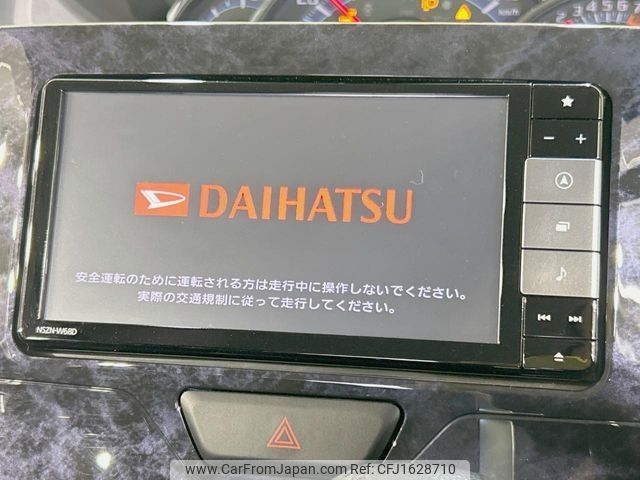 DAIHATSU
安全運転のために運転される方は走行中に操作しないでください。
実際の交通規制に従って走行してください。
NSZN-W68D
www.CarFromJapan.com - Ref: CFJ1628710